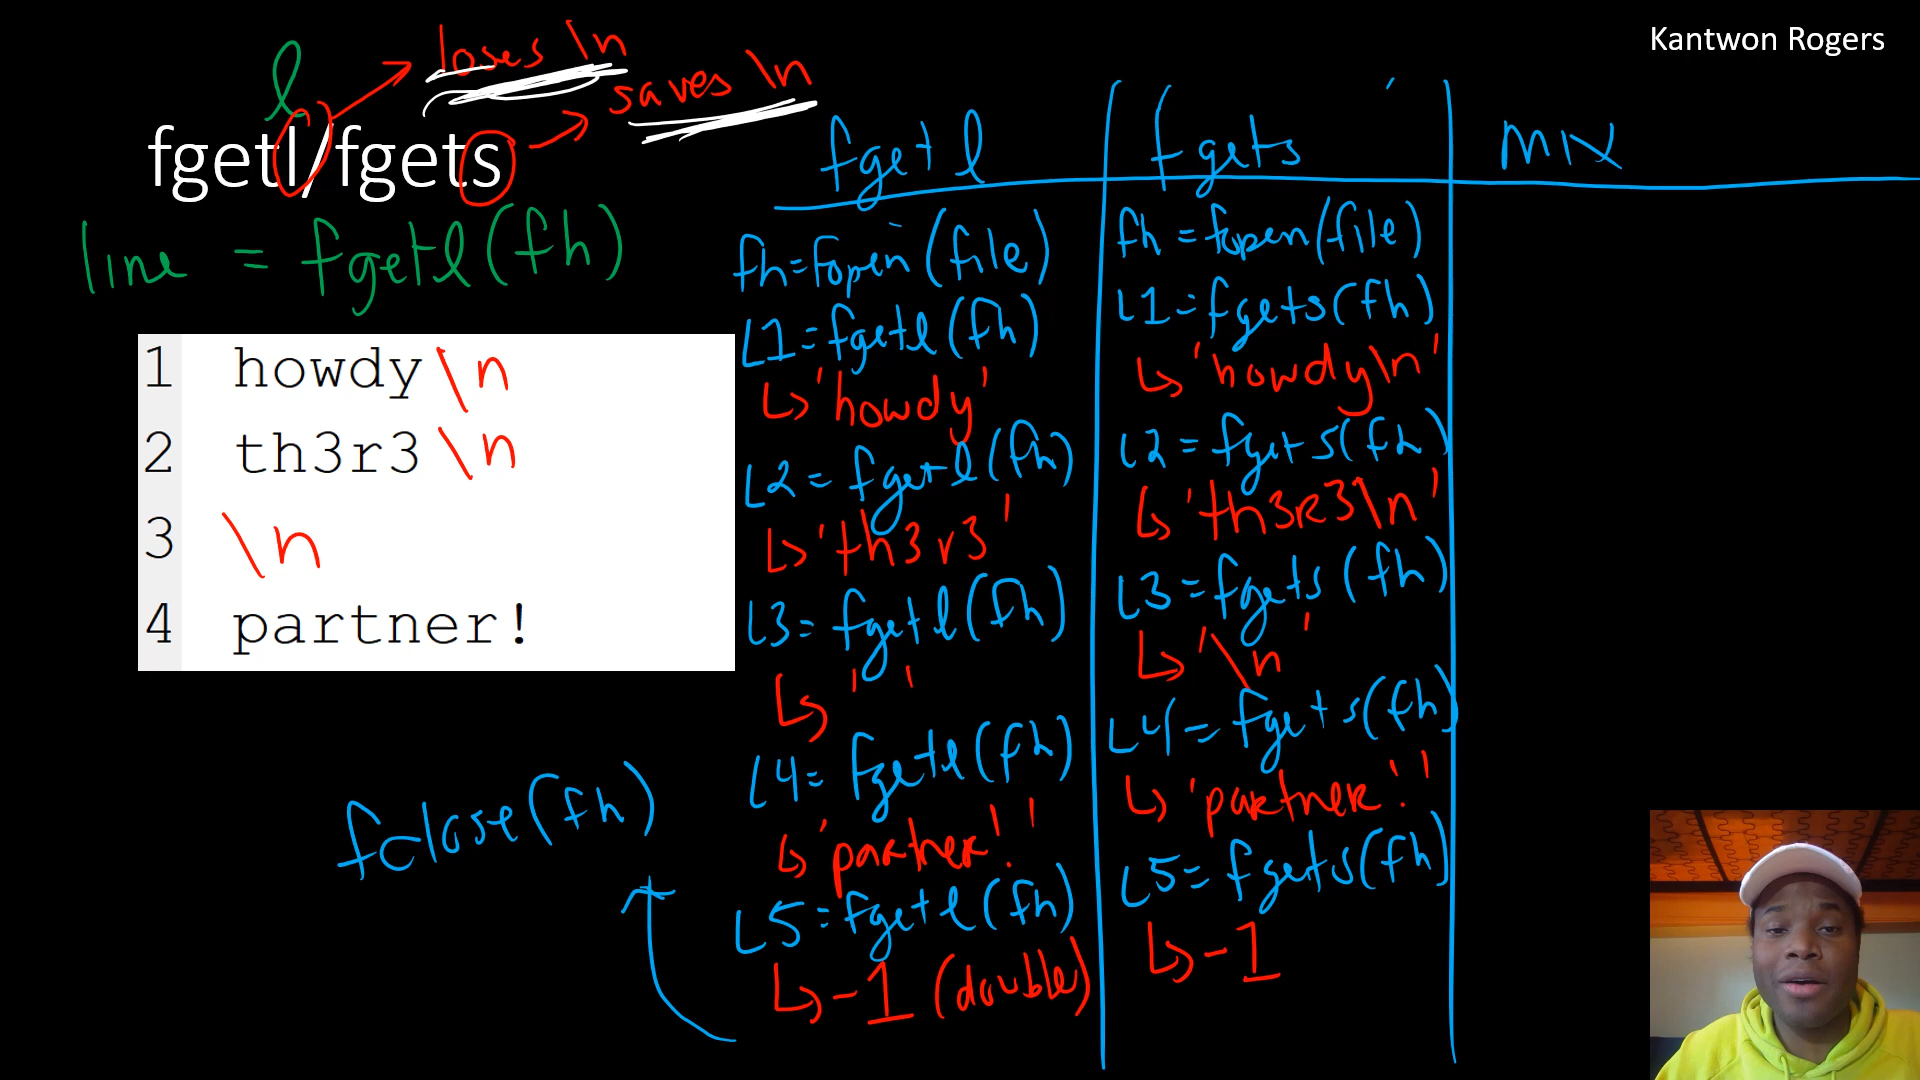 Kantwon Rogers
l
loses \n
saves \n
fgetl/fgets
line = fgetl(fh)
1 howdy\n
2 th3r3\n
3 \n
4 partner!
fclose(fh)
fgetl
fh=fopen(file)
L1=fgetl(fh)
↳'howdy'
L2=fgetl(fh)
↳'th3r3'
L3=fgetl(fh)
↳' '
L4=fgetl(fh)
↳'partner!'
L5=fgetl(fh)
↳-1 (double)
fgets
fh=fopen(file)
L1=fgets(fh)
↳'howdy\n'
L2=fgets(fh)
↳'th3R3\n'
L3=fgets(fh)
↳'\n'
L4=fgets(fh)
↳'partner!'
L5=fgets(fh)
↳-1
MIX